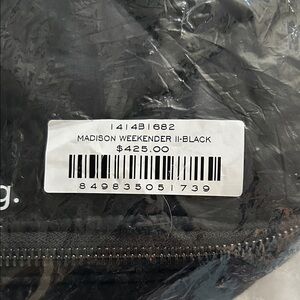 1414B1682
MADISON WEEKENDER II-BLACK
$425.00
849835051739
g.